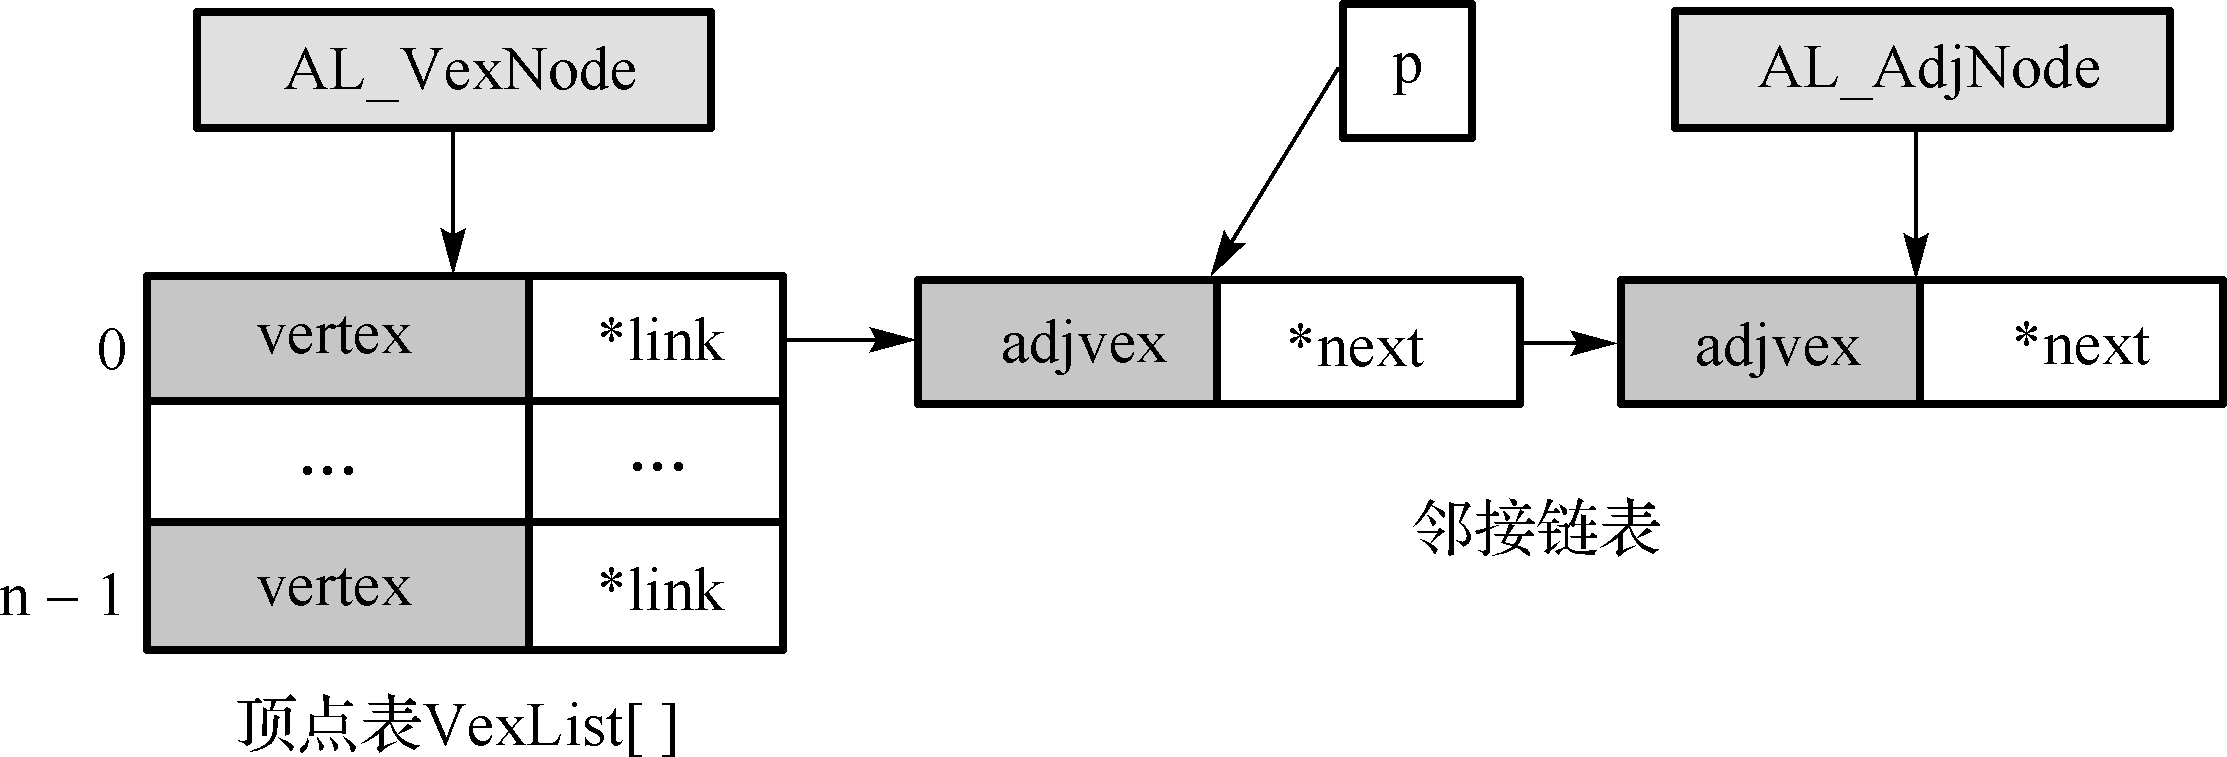 AL_VexNode
p
AL_AdjNode
0
vertex
*link
adjvex
*next
adjvex
*next
...
...
n – 1
vertex
*link
邻接链表
顶点表VexList[ ]